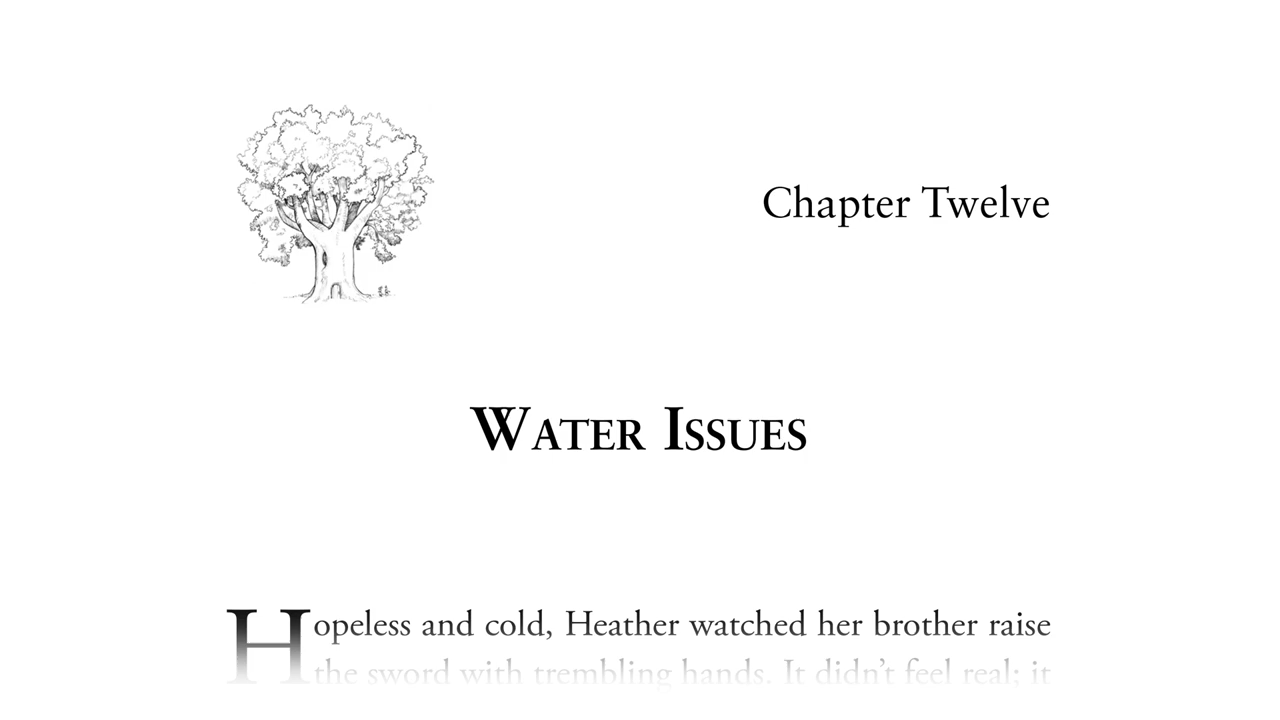 Chapter Twelve
Water Issues
Hopeless and cold, Heather watched her brother raise
the sword with trembling hands. It didn’t feel real; it